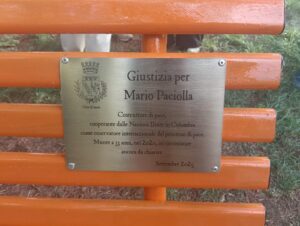 Giustizia per
Mario Paciolla
Costruttore di pace,
cooperante delle Nazioni Unite in Colombia
come osservatore internazionale del processo di pace.
Muore a 33 anni, nel 2020, in circostanze
ancora da chiarire
Settembre 2024